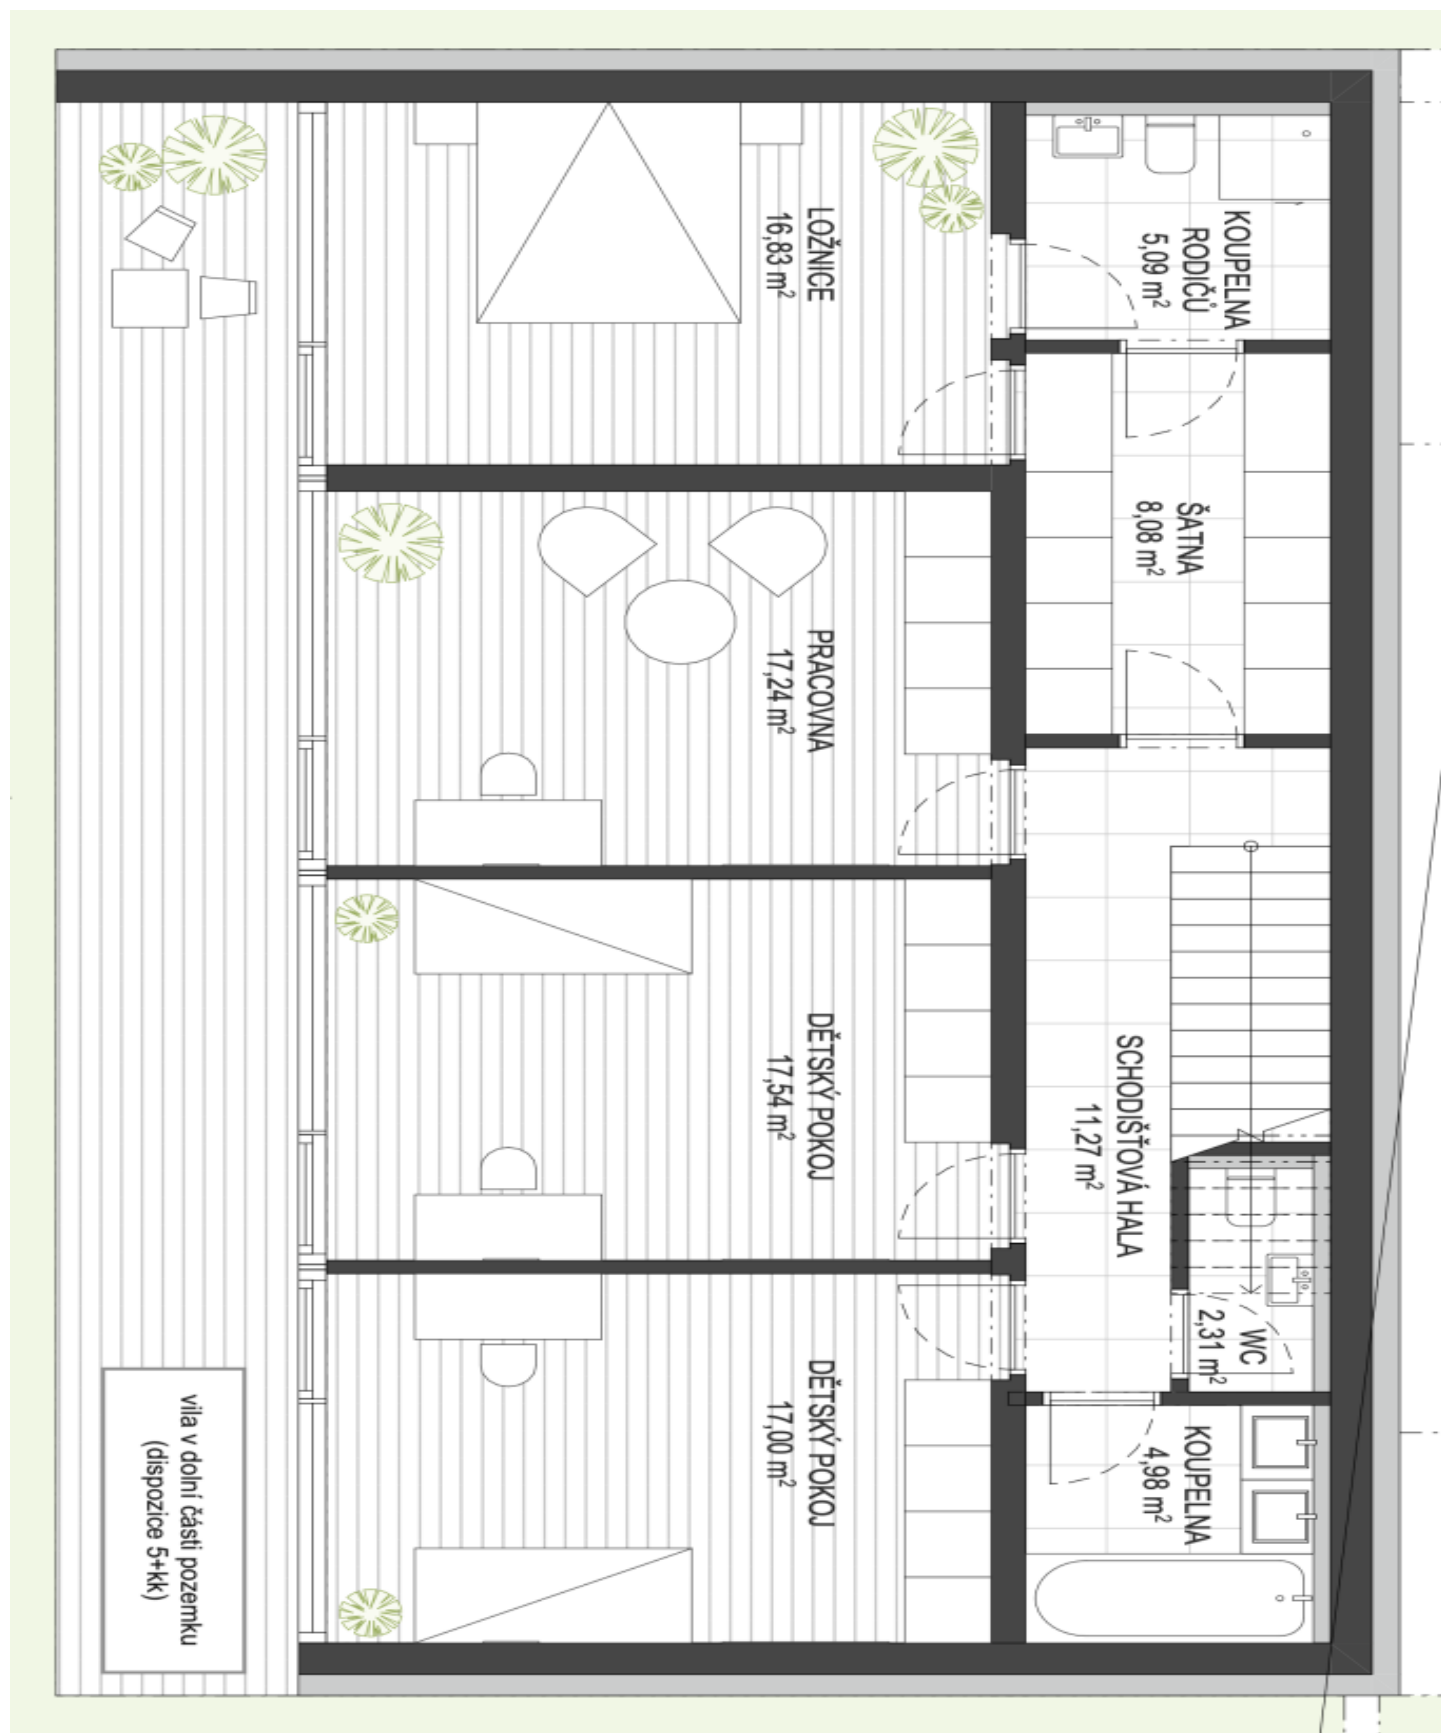 KOUPELNA
RODIČŮ
5,09 m²
LOŽNICE
16,83 m²
ŠATNA
8,08 m²
PRACOVNA
17,24 m²
SCHODIŠŤOVÁ HALA
11,27 m²
DĚTSKÝ POKOJ
17,54 m²
WC
2,31 m²
KOUPELNA
4,98 m²
DĚTSKÝ POKOJ
17,00 m²
vila v dolní části pozemku
(dispozice 5+kk)